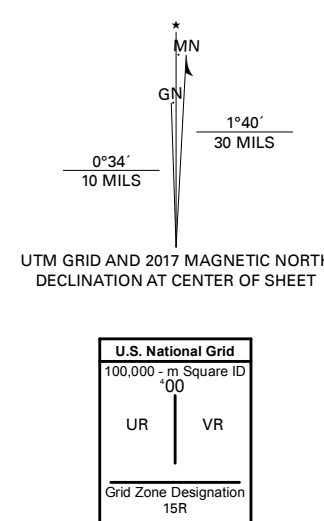 ★
MN
GN
1°40´
30 MILS
0°34´
10 MILS
UTM GRID AND 2017 MAGNETIC NORTH
DECLINATION AT CENTER OF SHEET
U.S. National Grid
100,000 - m Square ID
⁴00
UR VR
Grid Zone Designation
15R